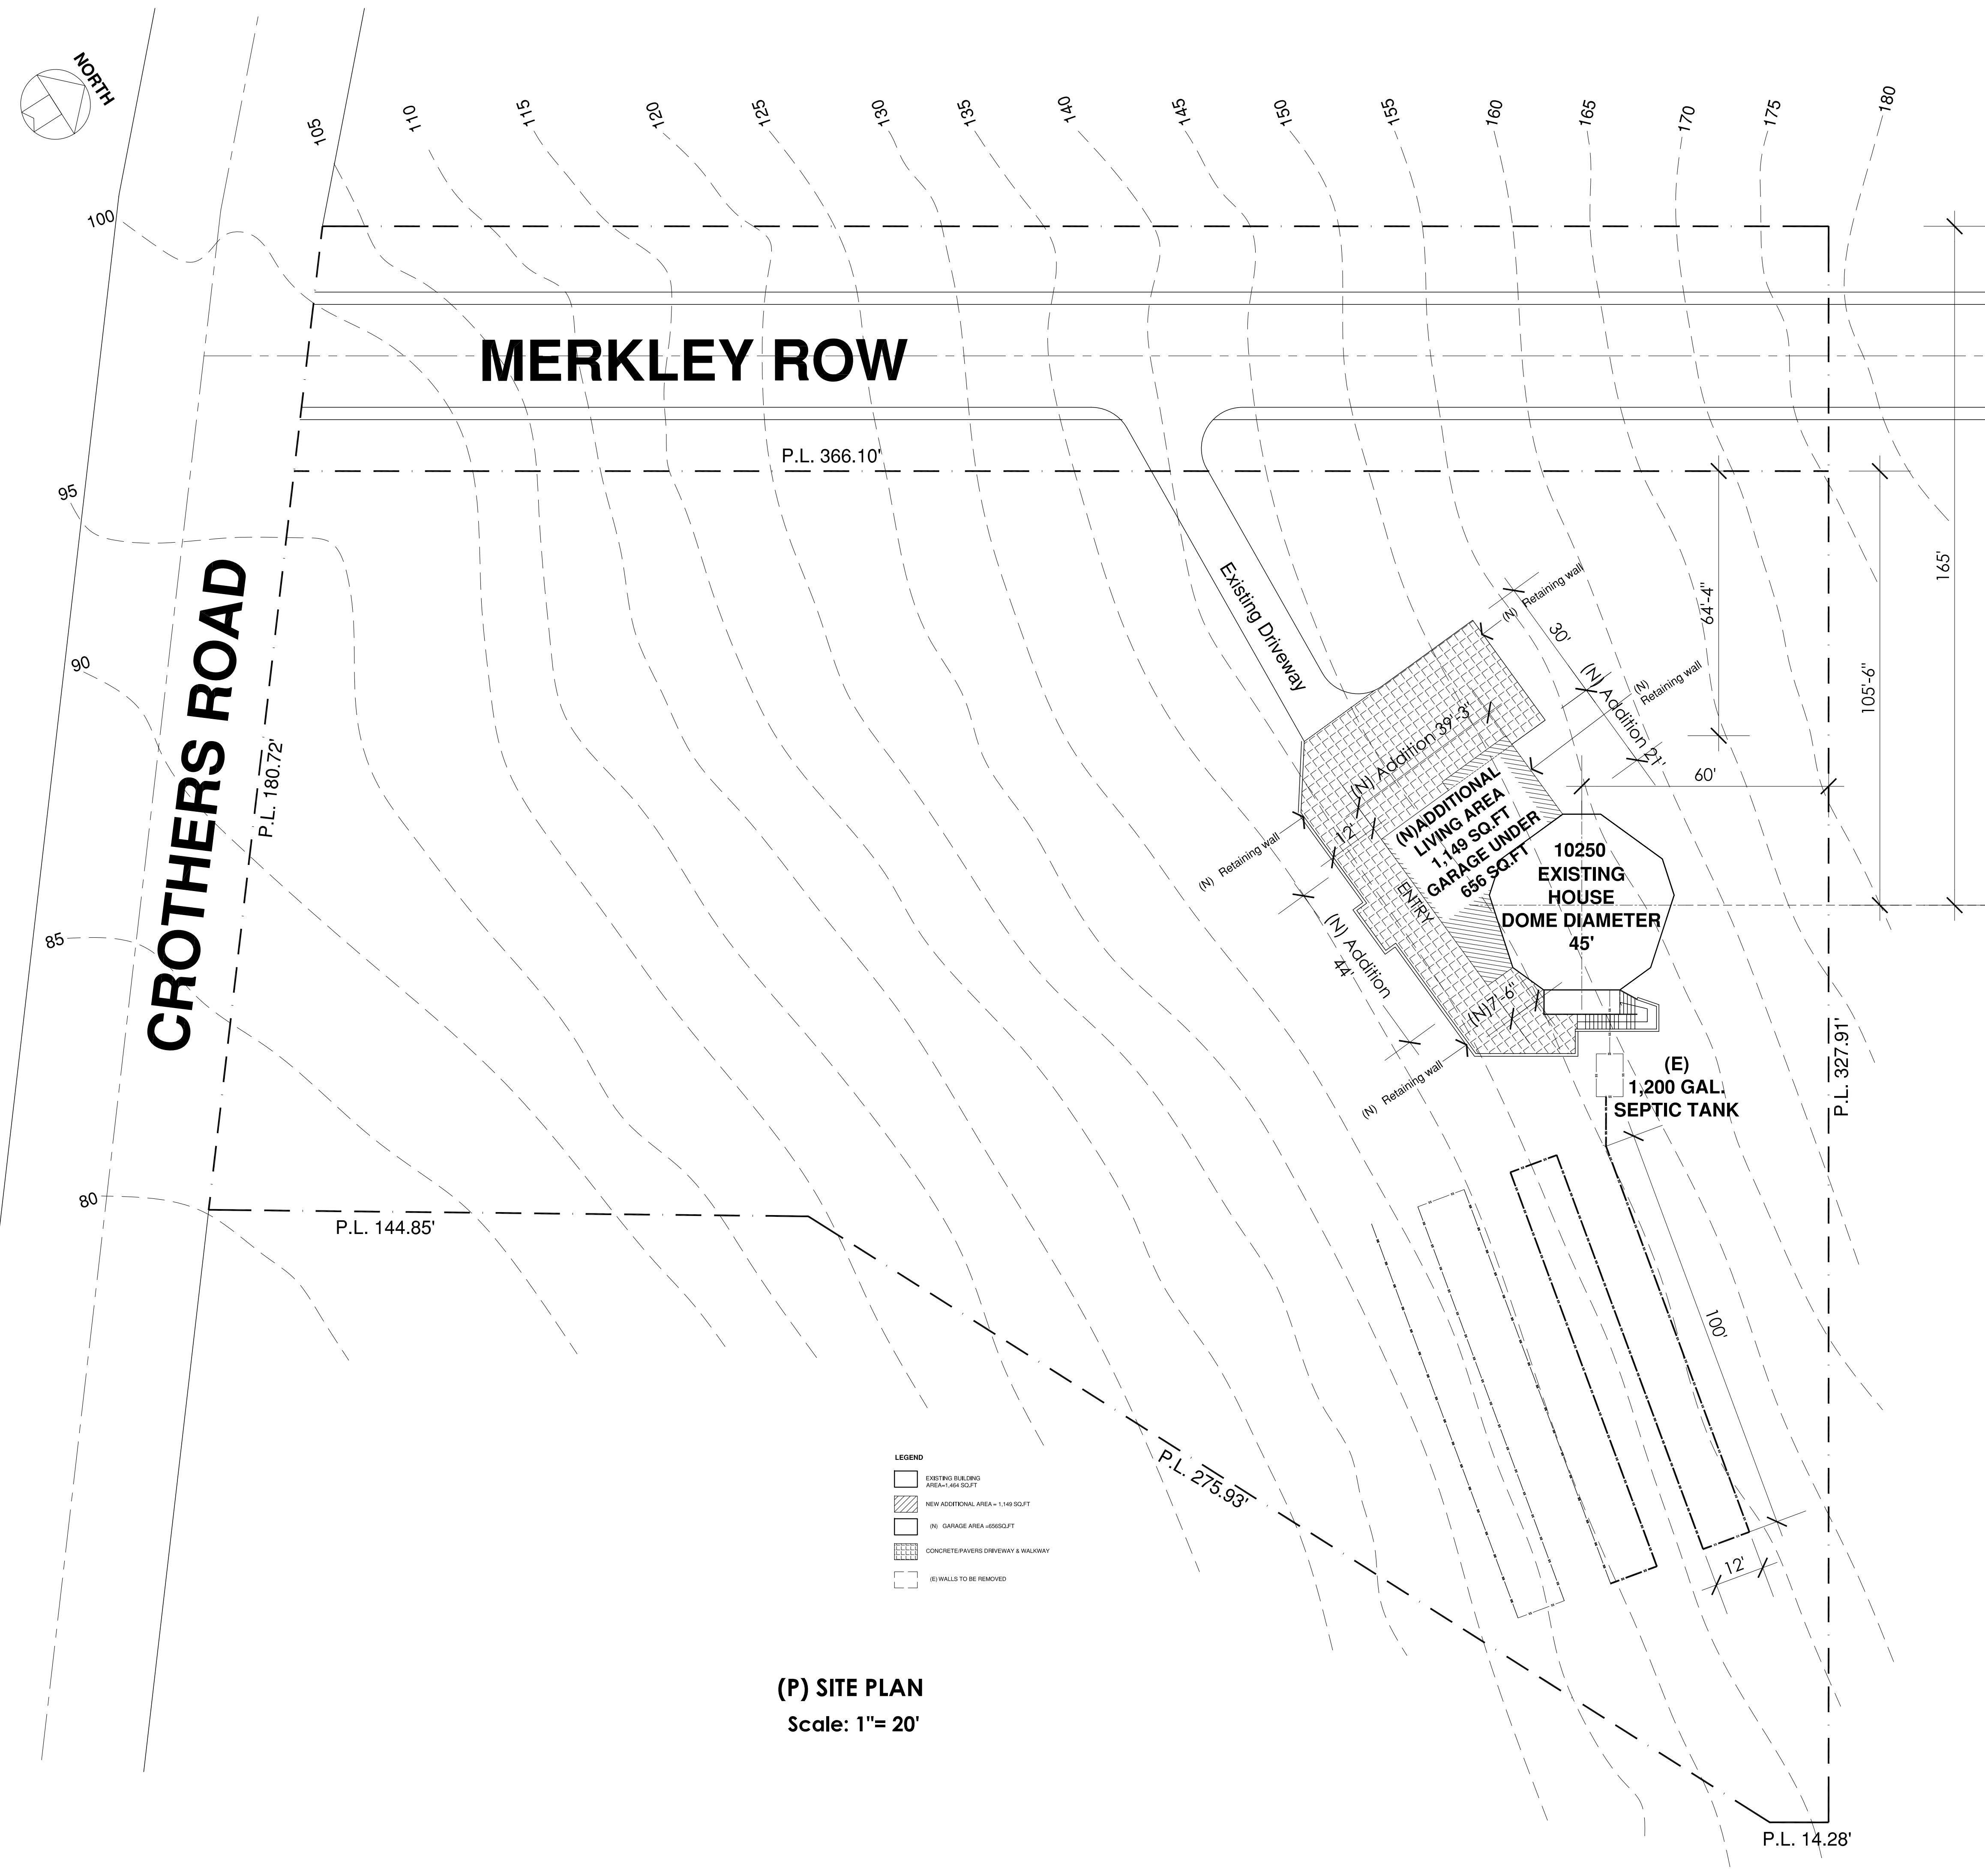 NORTH
105
110
115
120
125
130
135
140
145
150
155
160
165
170
175
180
100
95
90
85
80
MERKLEY ROW
P.L. 366.10'
CROTHERS ROAD
P.L. 180.72'
Existing Driveway
(N) Retaining wall
30'
64'-4"
165'
105'-6"
(N)
Retaining wall
(N) Addition 21'
60'
(N) Addition 39'-3"
12'
(N)ADDITIONAL
LIVING AREA
1,149 SQ.FT
GARAGE UNDER
656 SQ.FT
ENTRY
10250
EXISTING
HOUSE
DOME DIAMETER
45'
(N) Retaining wall
(N) Addition
44'
(N)7'-6"
(N) Retaining wall
(E)
1,200 GAL.
SEPTIC TANK
P.L. 327.91'
P.L. 144.85'
100'
12'
P.L. 275.93'
P.L. 14.28'
LEGEND
EXISTING BUILDING
AREA=1,464 SQ.FT
NEW ADDITIONAL AREA = 1,149 SQ.FT
(N) GARAGE AREA =656SQ.FT
CONCRETE/PAVERS DRIVEWAY & WALKWAY
(E) WALLS TO BE REMOVED
(P) SITE PLAN
Scale: 1"= 20'